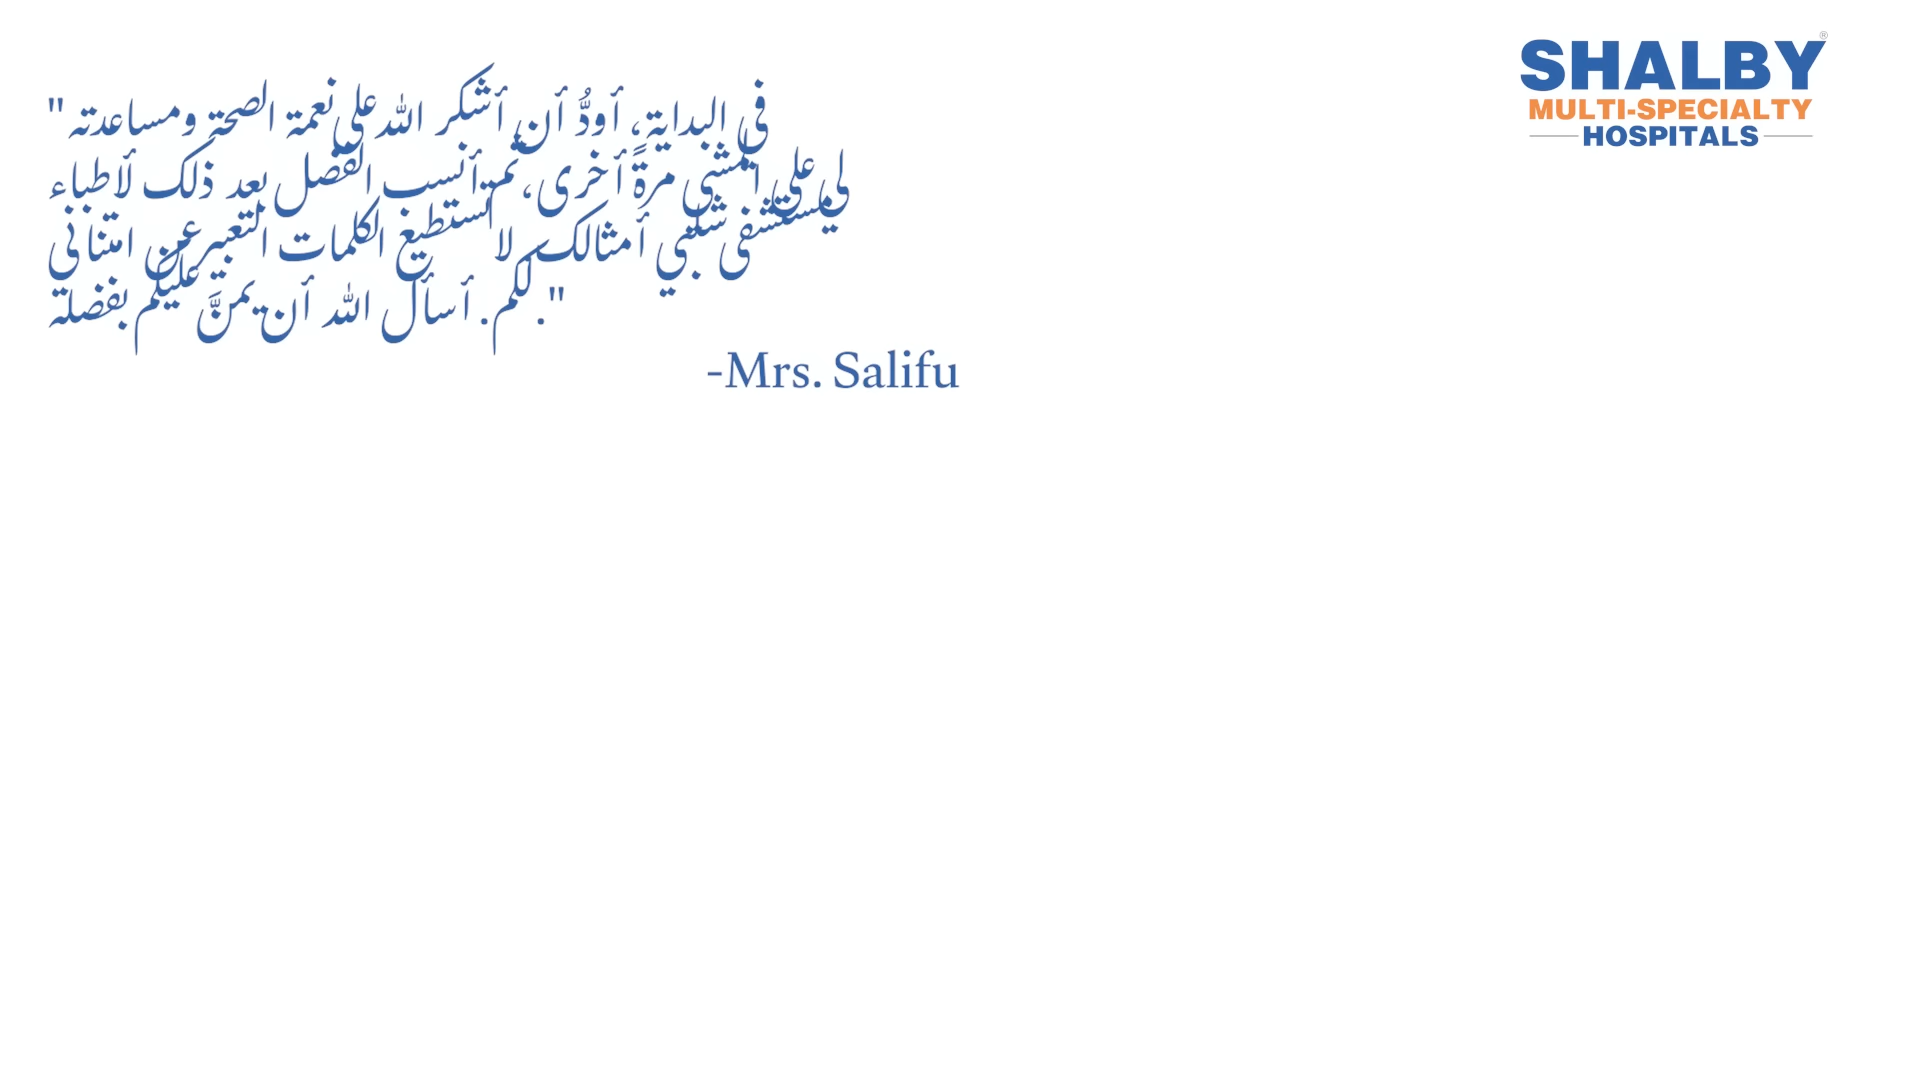 "في البداية، أودُّ أن أشكر الله على نعمة الصحة ومساعدته
لي على المشي مرةً أخرى، ثم أنسب الفضل بعد ذلك لأطباء
مستشفى شلبي أمثالك. لا تستطيع الكلمات التعبير عن امتناني
لكم. أسأل الله أن يمنَّ عليكم بفضلة."
-Mrs. Salifu
SHALBY®
MULTI-SPECIALTY
HOSPITALS